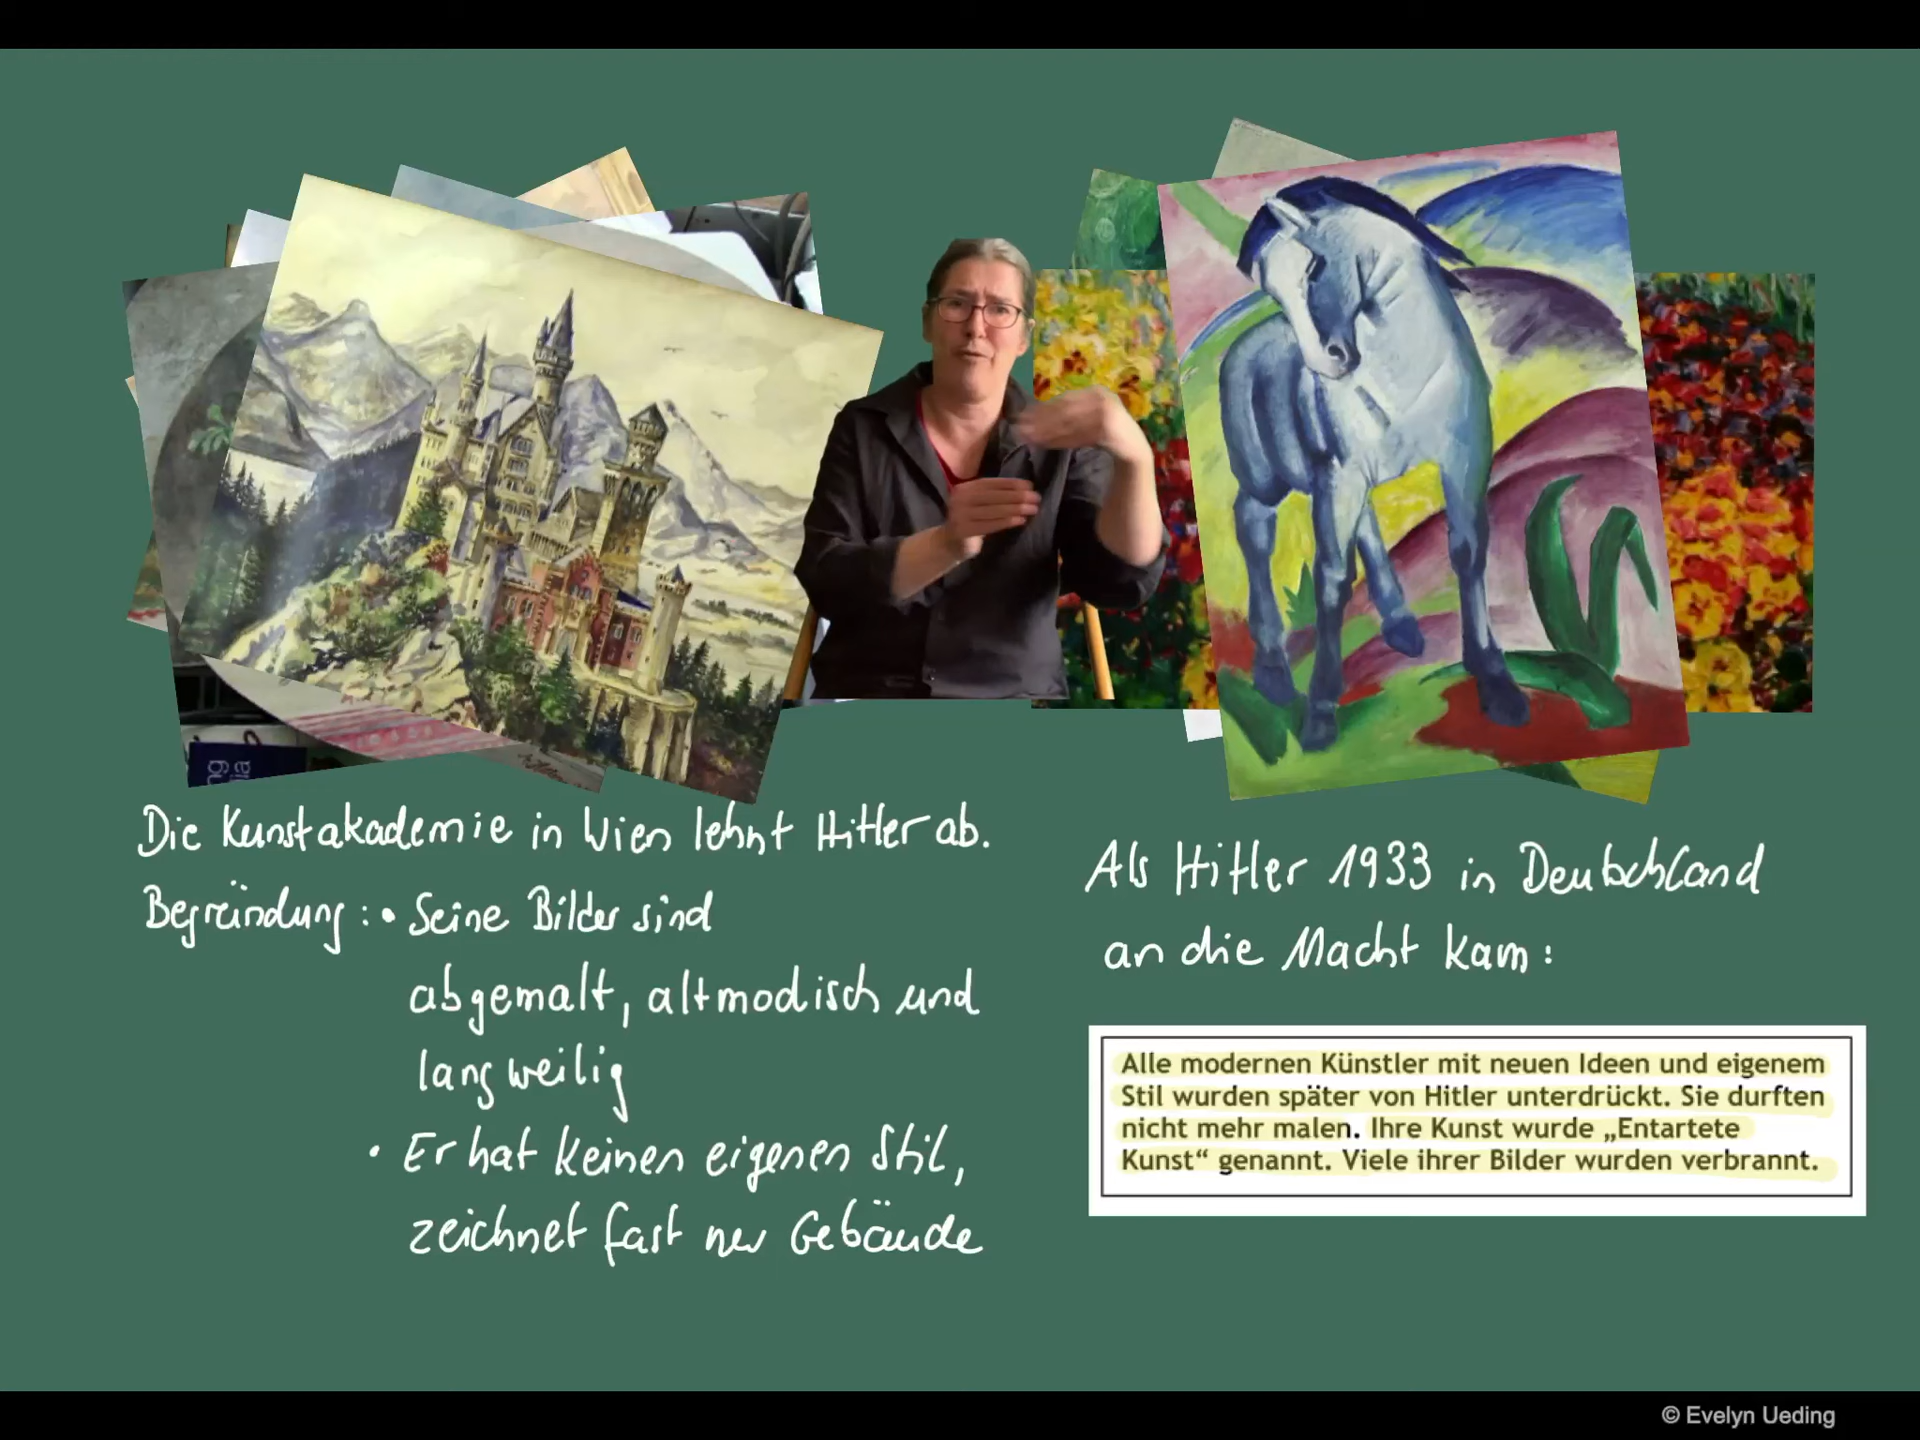 Die Kunstakademie in Wien lehnt Hitler ab.
Begründung: • Seine Bilder sind
abgemalt, altmodisch und
langweilig
• Er hat keinen eigenen Stil,
zeichnet fast nur Gebäude
Als Hitler 1933 in Deutschland
an die Macht kam:
Alle modernen Künstler mit neuen Ideen und eigenem
Stil wurden später von Hitler unterdrückt. Sie durften
nicht mehr malen. Ihre Kunst wurde „Entartete
Kunst“ genannt. Viele ihrer Bilder wurden verbrannt.
© Evelyn Ueding